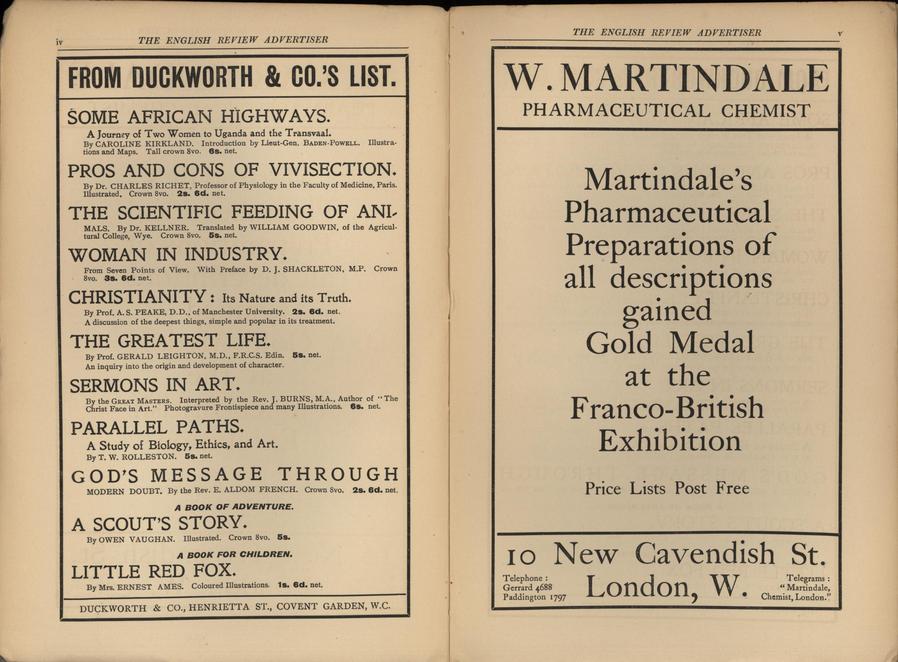 iv
THE ENGLISH REVIEW ADVERTISER
FROM DUCKWORTH & CO.'S LIST.
SOME AFRICAN HIGHWAYS.
A Journey of Two Women to Uganda and the Transvaal.
By CAROLINE KIRKLAND. Introduction by Lieut-Gen. BADEN-POWELL. Illustra-
tions and Maps. Tall crown 8vo. 6s. net.
PROS AND CONS OF VIVISECTION.
By Dr. CHARLES RICHET, Professor of Physiology in the Faculty of Medicine, Paris.
Illustrated. Crown 8vo. 2s. 6d. net.
THE SCIENTIFIC FEEDING OF ANI-
MALS. By Dr. KELLNER. Translated by WILLIAM GOODWIN, of the Agricul-
tural College, Wye. Crown 8vo. 5s. net.
WOMAN IN INDUSTRY.
From Seven Points of View. With Preface by D. J. SHACKLETON, M.P. Crown
8vo. 3s. 6d. net.
CHRISTIANITY: Its Nature and its Truth.
By Prof. A. S. PEAKE, D.D., of Manchester University. 2s. 6d. net.
A discussion of the deepest things, simple and popular in its treatment.
THE GREATEST LIFE.
By Prof. GERALD LEIGHTON, M.D., F.R.C.S. Edin. 5s. net.
An inquiry into the origin and development of character.
SERMONS IN ART.
By the GREAT MASTERS. Interpreted by the Rev. J. BURNS, M.A., Author of "The
Christ Face in Art." Photogravure Frontispiece and many Illustrations. 6s. net.
PARALLEL PATHS.
A Study of Biology, Ethics, and Art.
By T. W. ROLLESTON. 5s. net.
GOD'S MESSAGE THROUGH
MODERN DOUBT. By the Rev. E. ALDOM FRENCH. Crown 8vo. 2s. 6d. net.
A BOOK OF ADVENTURE.
A SCOUT'S STORY.
By OWEN VAUGHAN. Illustrated. Crown 8vo. 5s.
A BOOK FOR CHILDREN.
LITTLE RED FOX.
By Mrs. ERNEST AMES. Coloured Illustrations. 1s. 6d. net.
DUCKWORTH & CO., HENRIETTA ST., COVENT GARDEN, W.C.
THE ENGLISH REVIEW ADVERTISER
v
W. MARTINDALE
PHARMACEUTICAL CHEMIST
Martindale's
Pharmaceutical
Preparations of
all descriptions
gained
Gold Medal
at the
Franco-British
Exhibition
Price Lists Post Free
10 New Cavendish St.
London, W.
Telephone:
Gerrard 4688
Paddington 1797
Telegrams:
"Martindale,
Chemist, London."